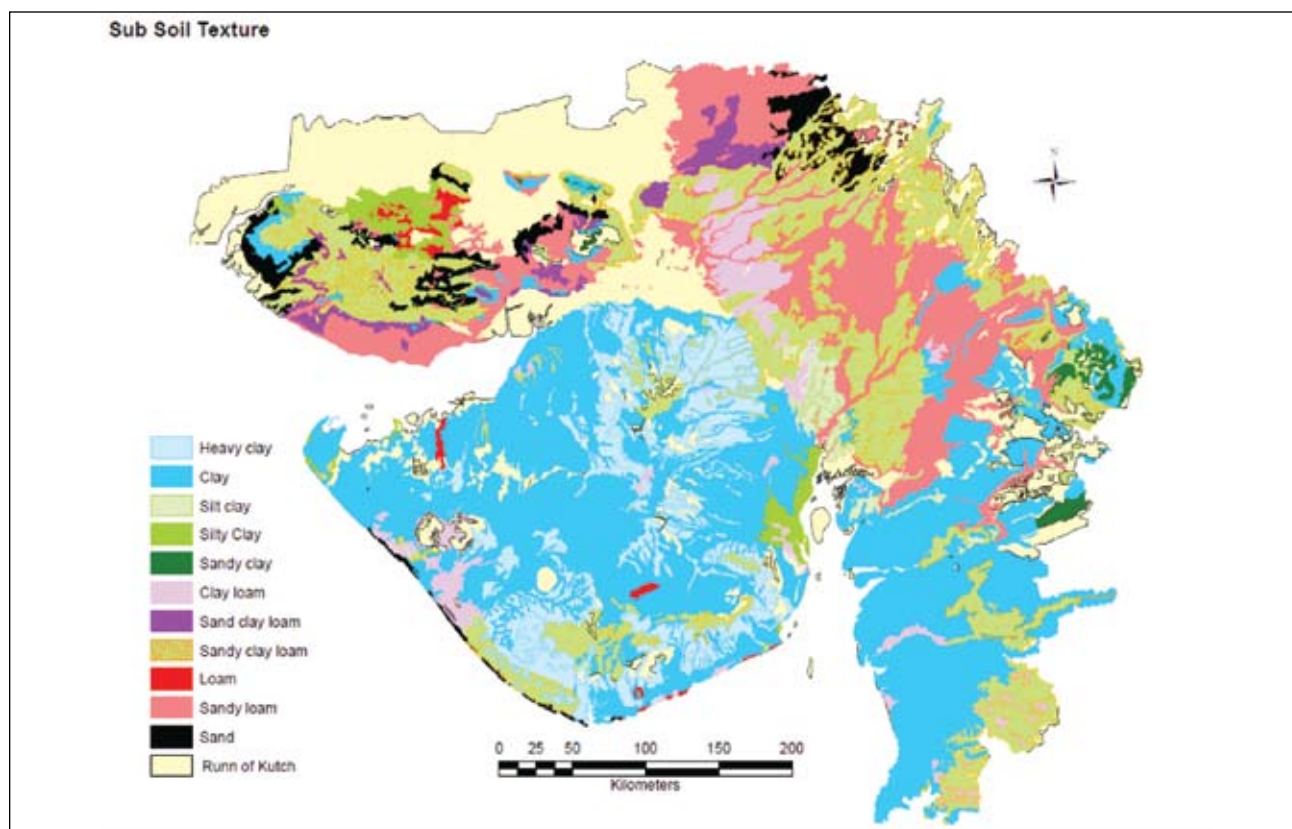 Sub Soil Texture
N
Heavy clay
Clay
Silt clay
Silty Clay
Sandy clay
Clay loam
Sand clay loam
Sandy clay loam
Loam
Sandy loam
Sand
Runn of Kutch
0 25 50 100 150 200
Kilometers